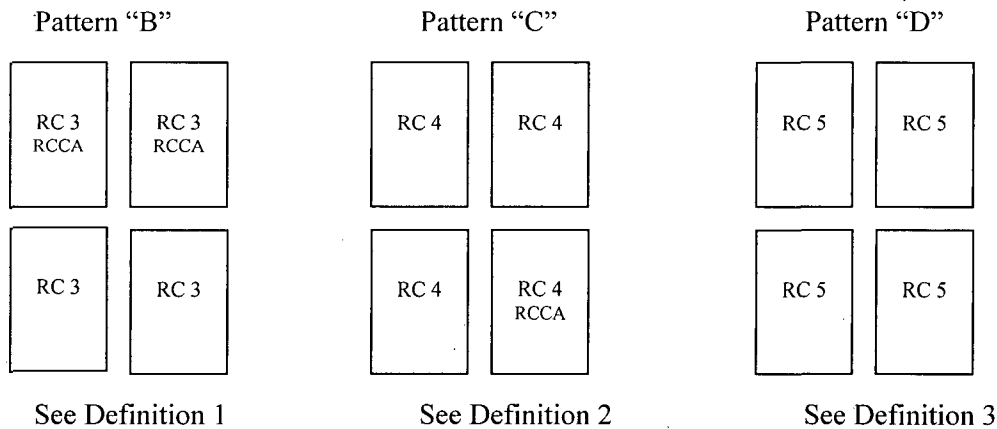 Pattern “B”
Pattern “C”
Pattern “D”
RC 3
RCCA
RC 3
RCCA
RC 4
RC 4
RC 5
RC 5
RC 3
RC 3
RC 4
RC 4
RCCA
RC 5
RC 5
See Definition 1
See Definition 2
See Definition 3